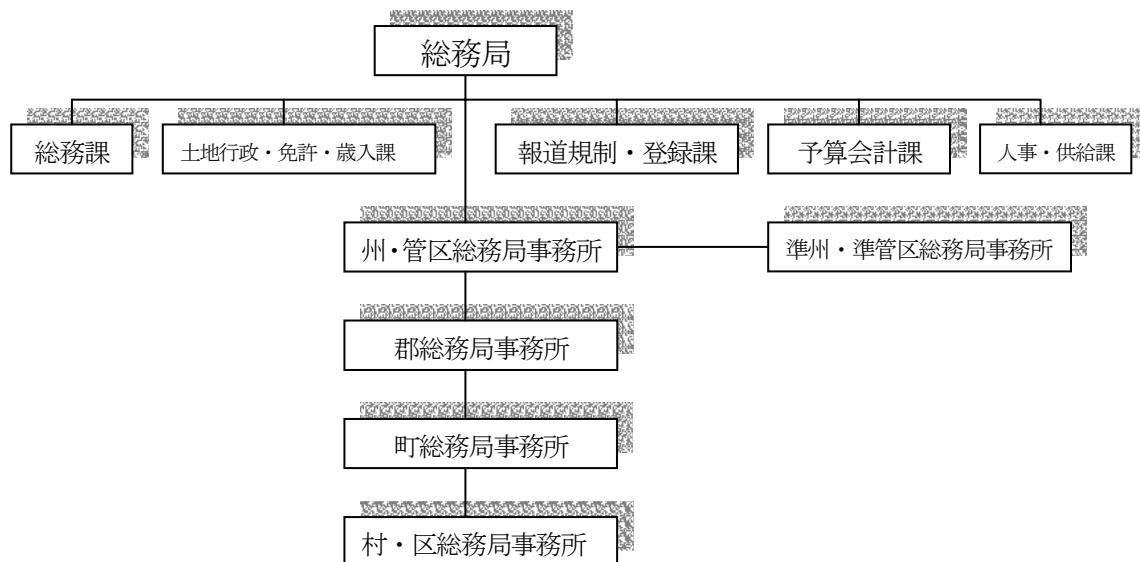 総務局
総務課
土地行政・免許・歳入課
報道規制・登録課
予算会計課
人事・供給課
州・管区総務局事務所
準州・準管区総務局事務所
郡総務局事務所
町総務局事務所
村・区総務局事務所